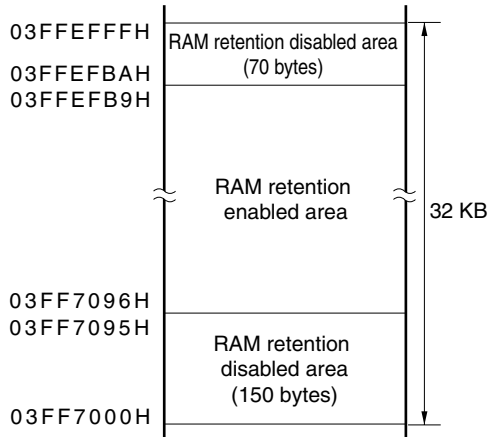 03FFEFFFH
RAM retention disabled area
(70 bytes)
03FFEFBAH
03FFEFB9H
RAM retention
enabled area
32 KB
03FF7096H
03FF7095H
RAM retention
disabled area
(150 bytes)
03FF7000H